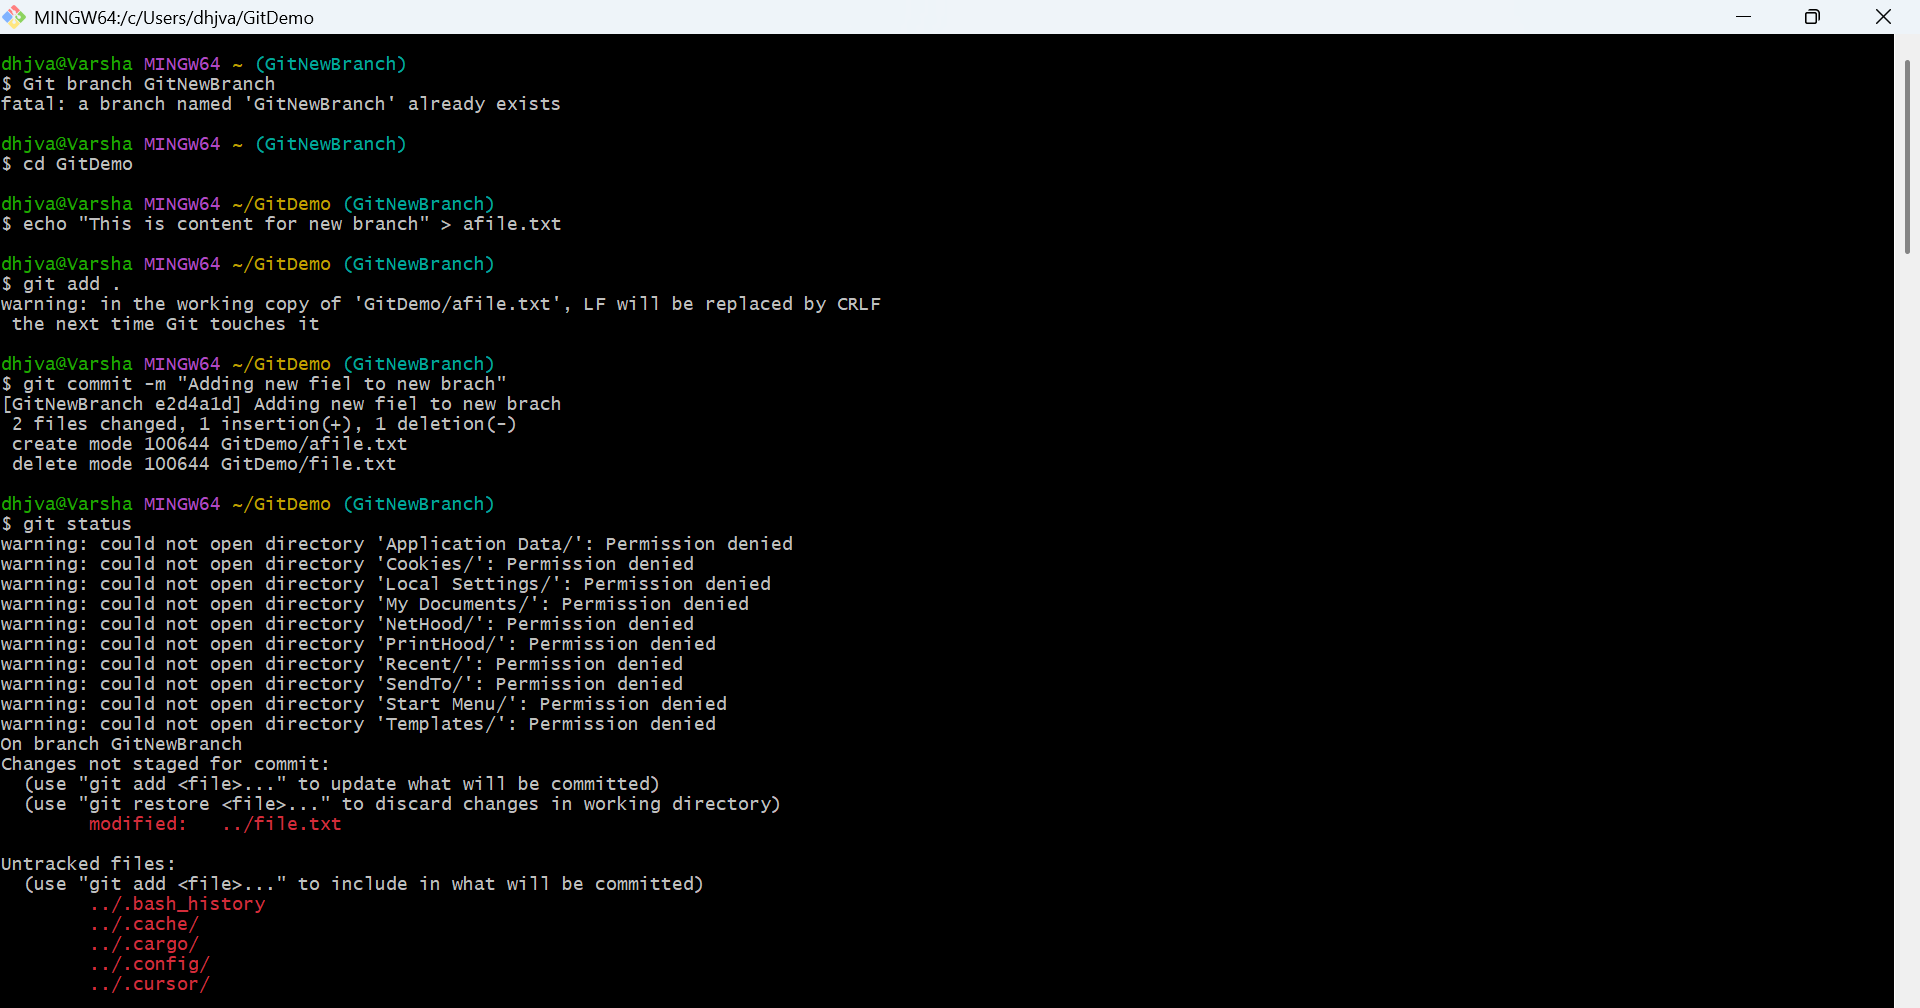 MINGW64:/c/Users/dhjva/GitDemo
dhjva@Varsha MINGW64 ~ (GitNewBranch)
$ Git branch GitNewBranch
fatal: a branch named 'GitNewBranch' already exists
dhjva@Varsha MINGW64 ~ (GitNewBranch)
$ cd GitDemo
dhjva@Varsha MINGW64 ~/GitDemo (GitNewBranch)
$ echo "This is content for new branch" > afile.txt
dhjva@Varsha MINGW64 ~/GitDemo (GitNewBranch)
$ git add .
warning: in the working copy of 'GitDemo/afile.txt', LF will be replaced by CRLF
 the next time Git touches it
dhjva@Varsha MINGW64 ~/GitDemo (GitNewBranch)
$ git commit -m "Adding new fiel to new brach"
[GitNewBranch e2d4a1d] Adding new fiel to new brach
 2 files changed, 1 insertion(+), 1 deletion(-)
 create mode 100644 GitDemo/afile.txt
 delete mode 100644 GitDemo/file.txt
dhjva@Varsha MINGW64 ~/GitDemo (GitNewBranch)
$ git status
warning: could not open directory 'Application Data/': Permission denied
warning: could not open directory 'Cookies/': Permission denied
warning: could not open directory 'Local Settings/': Permission denied
warning: could not open directory 'My Documents/': Permission denied
warning: could not open directory 'NetHood/': Permission denied
warning: could not open directory 'PrintHood/': Permission denied
warning: could not open directory 'Recent/': Permission denied
warning: could not open directory 'SendTo/': Permission denied
warning: could not open directory 'Start Menu/': Permission denied
warning: could not open directory 'Templates/': Permission denied
On branch GitNewBranch
Changes not staged for commit:
  (use "git add <file>..." to update what will be committed)
  (use "git restore <file>..." to discard changes in working directory)
        modified:   ../file.txt
Untracked files:
  (use "git add <file>..." to include in what will be committed)
        ../.bash_history
        ../.cache/
        ../.cargo/
        ../.config/
        ../.cursor/